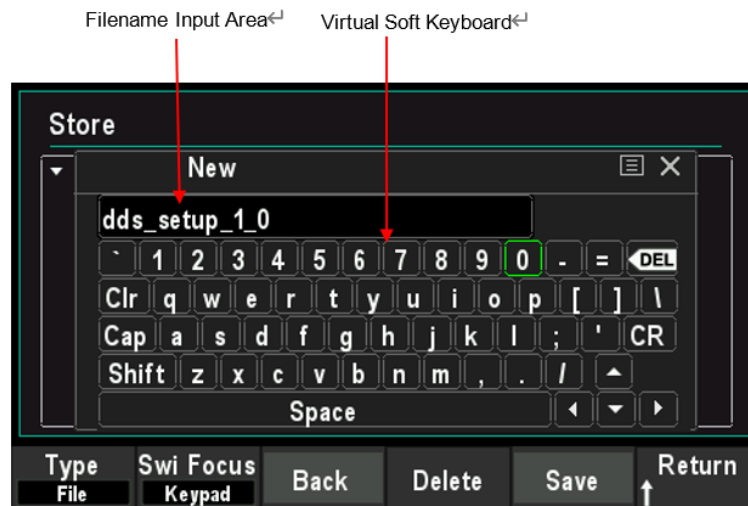 Filename Input Area↵ Virtual Soft Keyboard↵
Store
New
dds_setup_1_0
` 1 2 3 4 5 6 7 8 9 0 - = DEL
Clr q w e r t y u i o p [ ] \
Cap a s d f g h j k l ; ' CR
Shift z x c v b n m , . /
Space
Type Swi Focus Back Delete Save Return
File Keypad